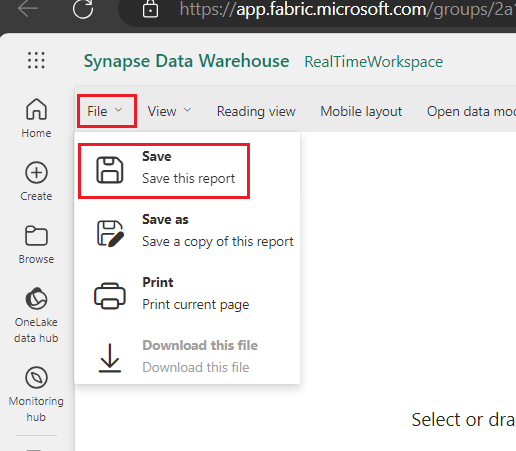 https://app.fabric.microsoft.com/groups/2a
Synapse Data Warehouse RealTimeWorkspace
File View Reading view Mobile layout Open data mo
Home
Create
Browse
OneLake
data hub
Monitoring
hub
Save
Save this report
Save as
Save a copy of this report
Print
Print current page
Download this file
Download this file
Select or dra